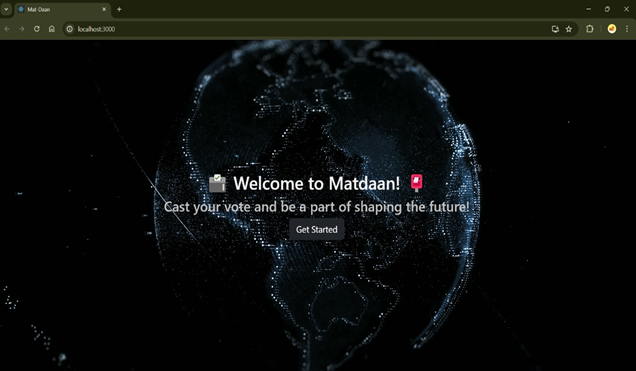 Mat-Daan
localhost:3000
Welcome to Matdaan!
Cast your vote and be a part of shaping the future!
Get Started